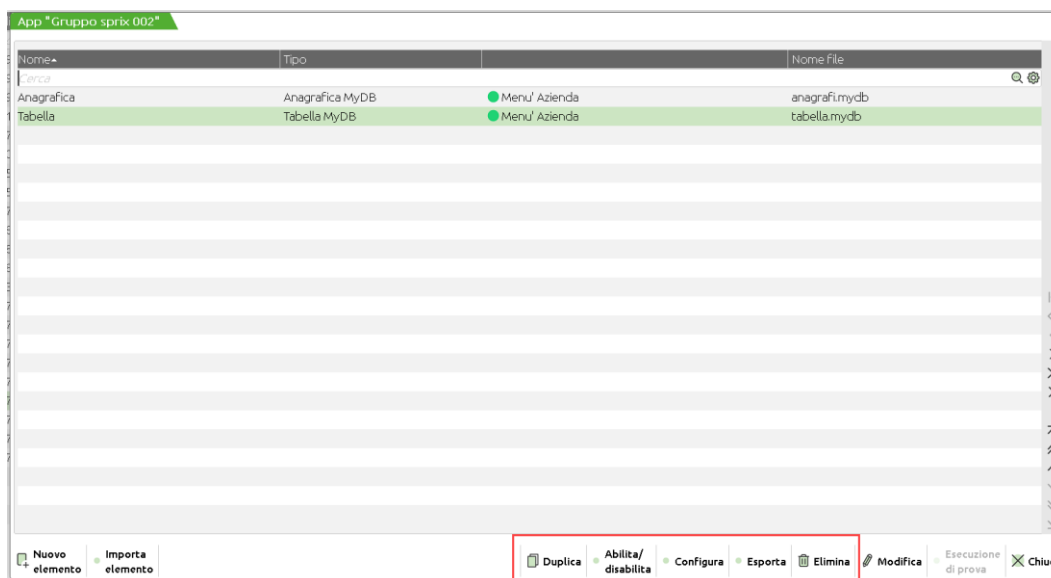 App "Gruppo sprix 002"
Nome Tipo Nome file
Cerca
Anagrafica Anagrafica MyDB Menu' Azienda anagrafi.mydb
Tabella Tabella MyDB Menu' Azienda tabella.mydb
Nuovo elemento Importa elemento Duplica Abilita/ disabilita Configura Esporta Elimina Modifica Esecuzione di prova